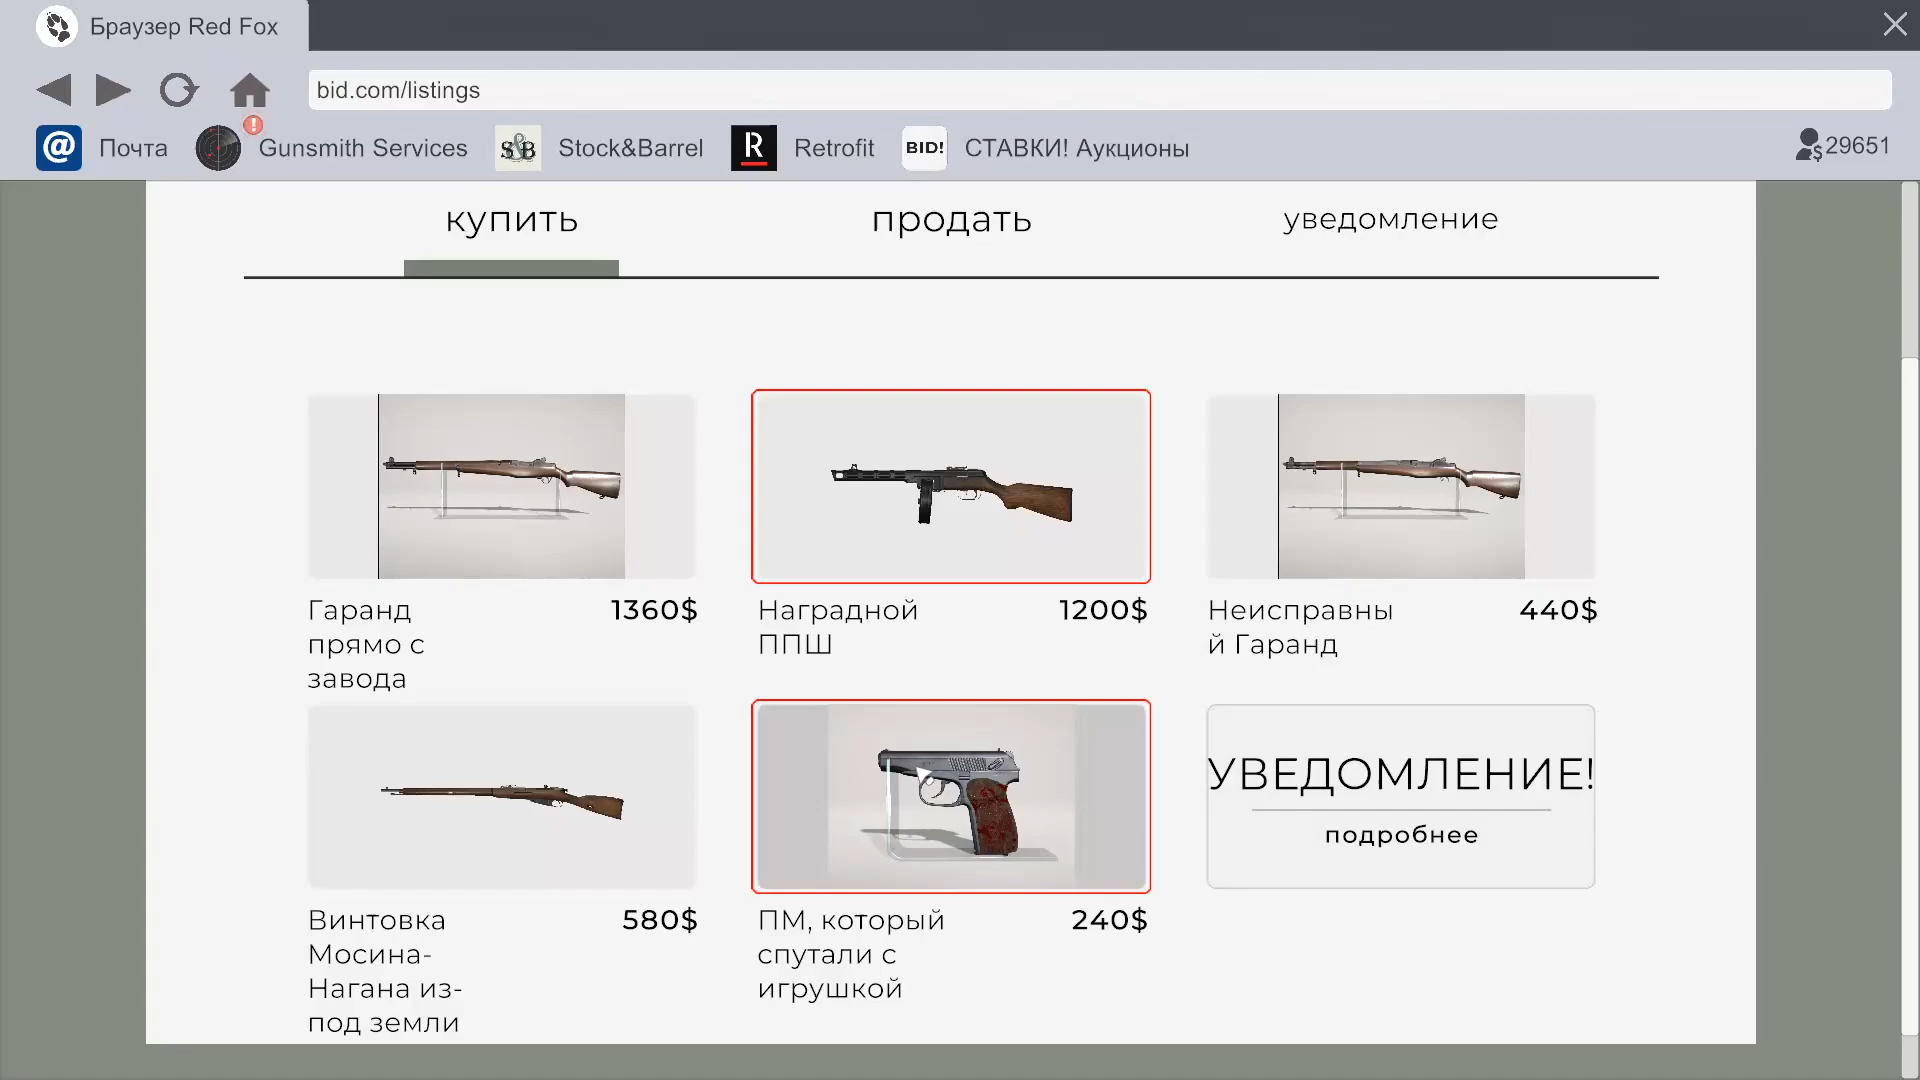 Браузер Red Fox
bid.com/listings
@ Почта
! Gunsmith Services
S&B Stock&Barrel
R Retrofit
BID! СТАВКИ! Аукционы
$ 29651
купить
продать
уведомление
Гаранд
прямо с
завода
1360$
Наградной
ППШ
1200$
Неисправны
й Гаранд
440$
Винтовка
Мосина-
Нагана из-
под земли
580$
ПМ, который
спутали с
игрушкой
240$
УВЕДОМЛЕНИЕ!
подробнее